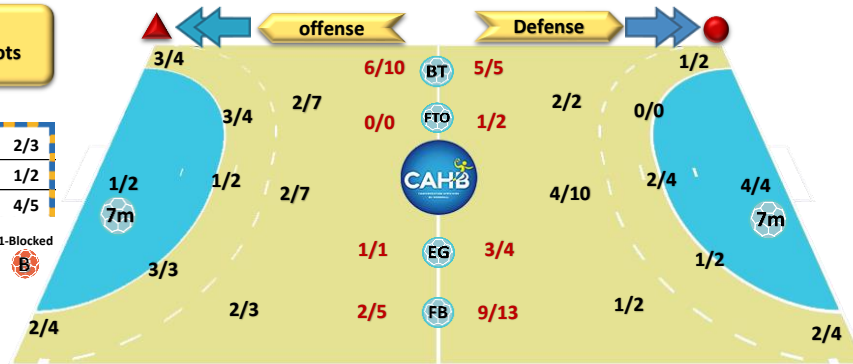 offense
Defense
ots
3/4
1/2
6/10 BT 5/5
2/7
2/2
3/4
0/0
0/0 FTO 1/2
2/3
1/2
4/5
CAHB
1/2
1/2
2/7
4/10
2/4
4/4
7m
7m
1-Blocked
B
1/1 EG 3/4
3/3
1/2
2/3
2/5 FB 9/13
1/2
2/4
2/4